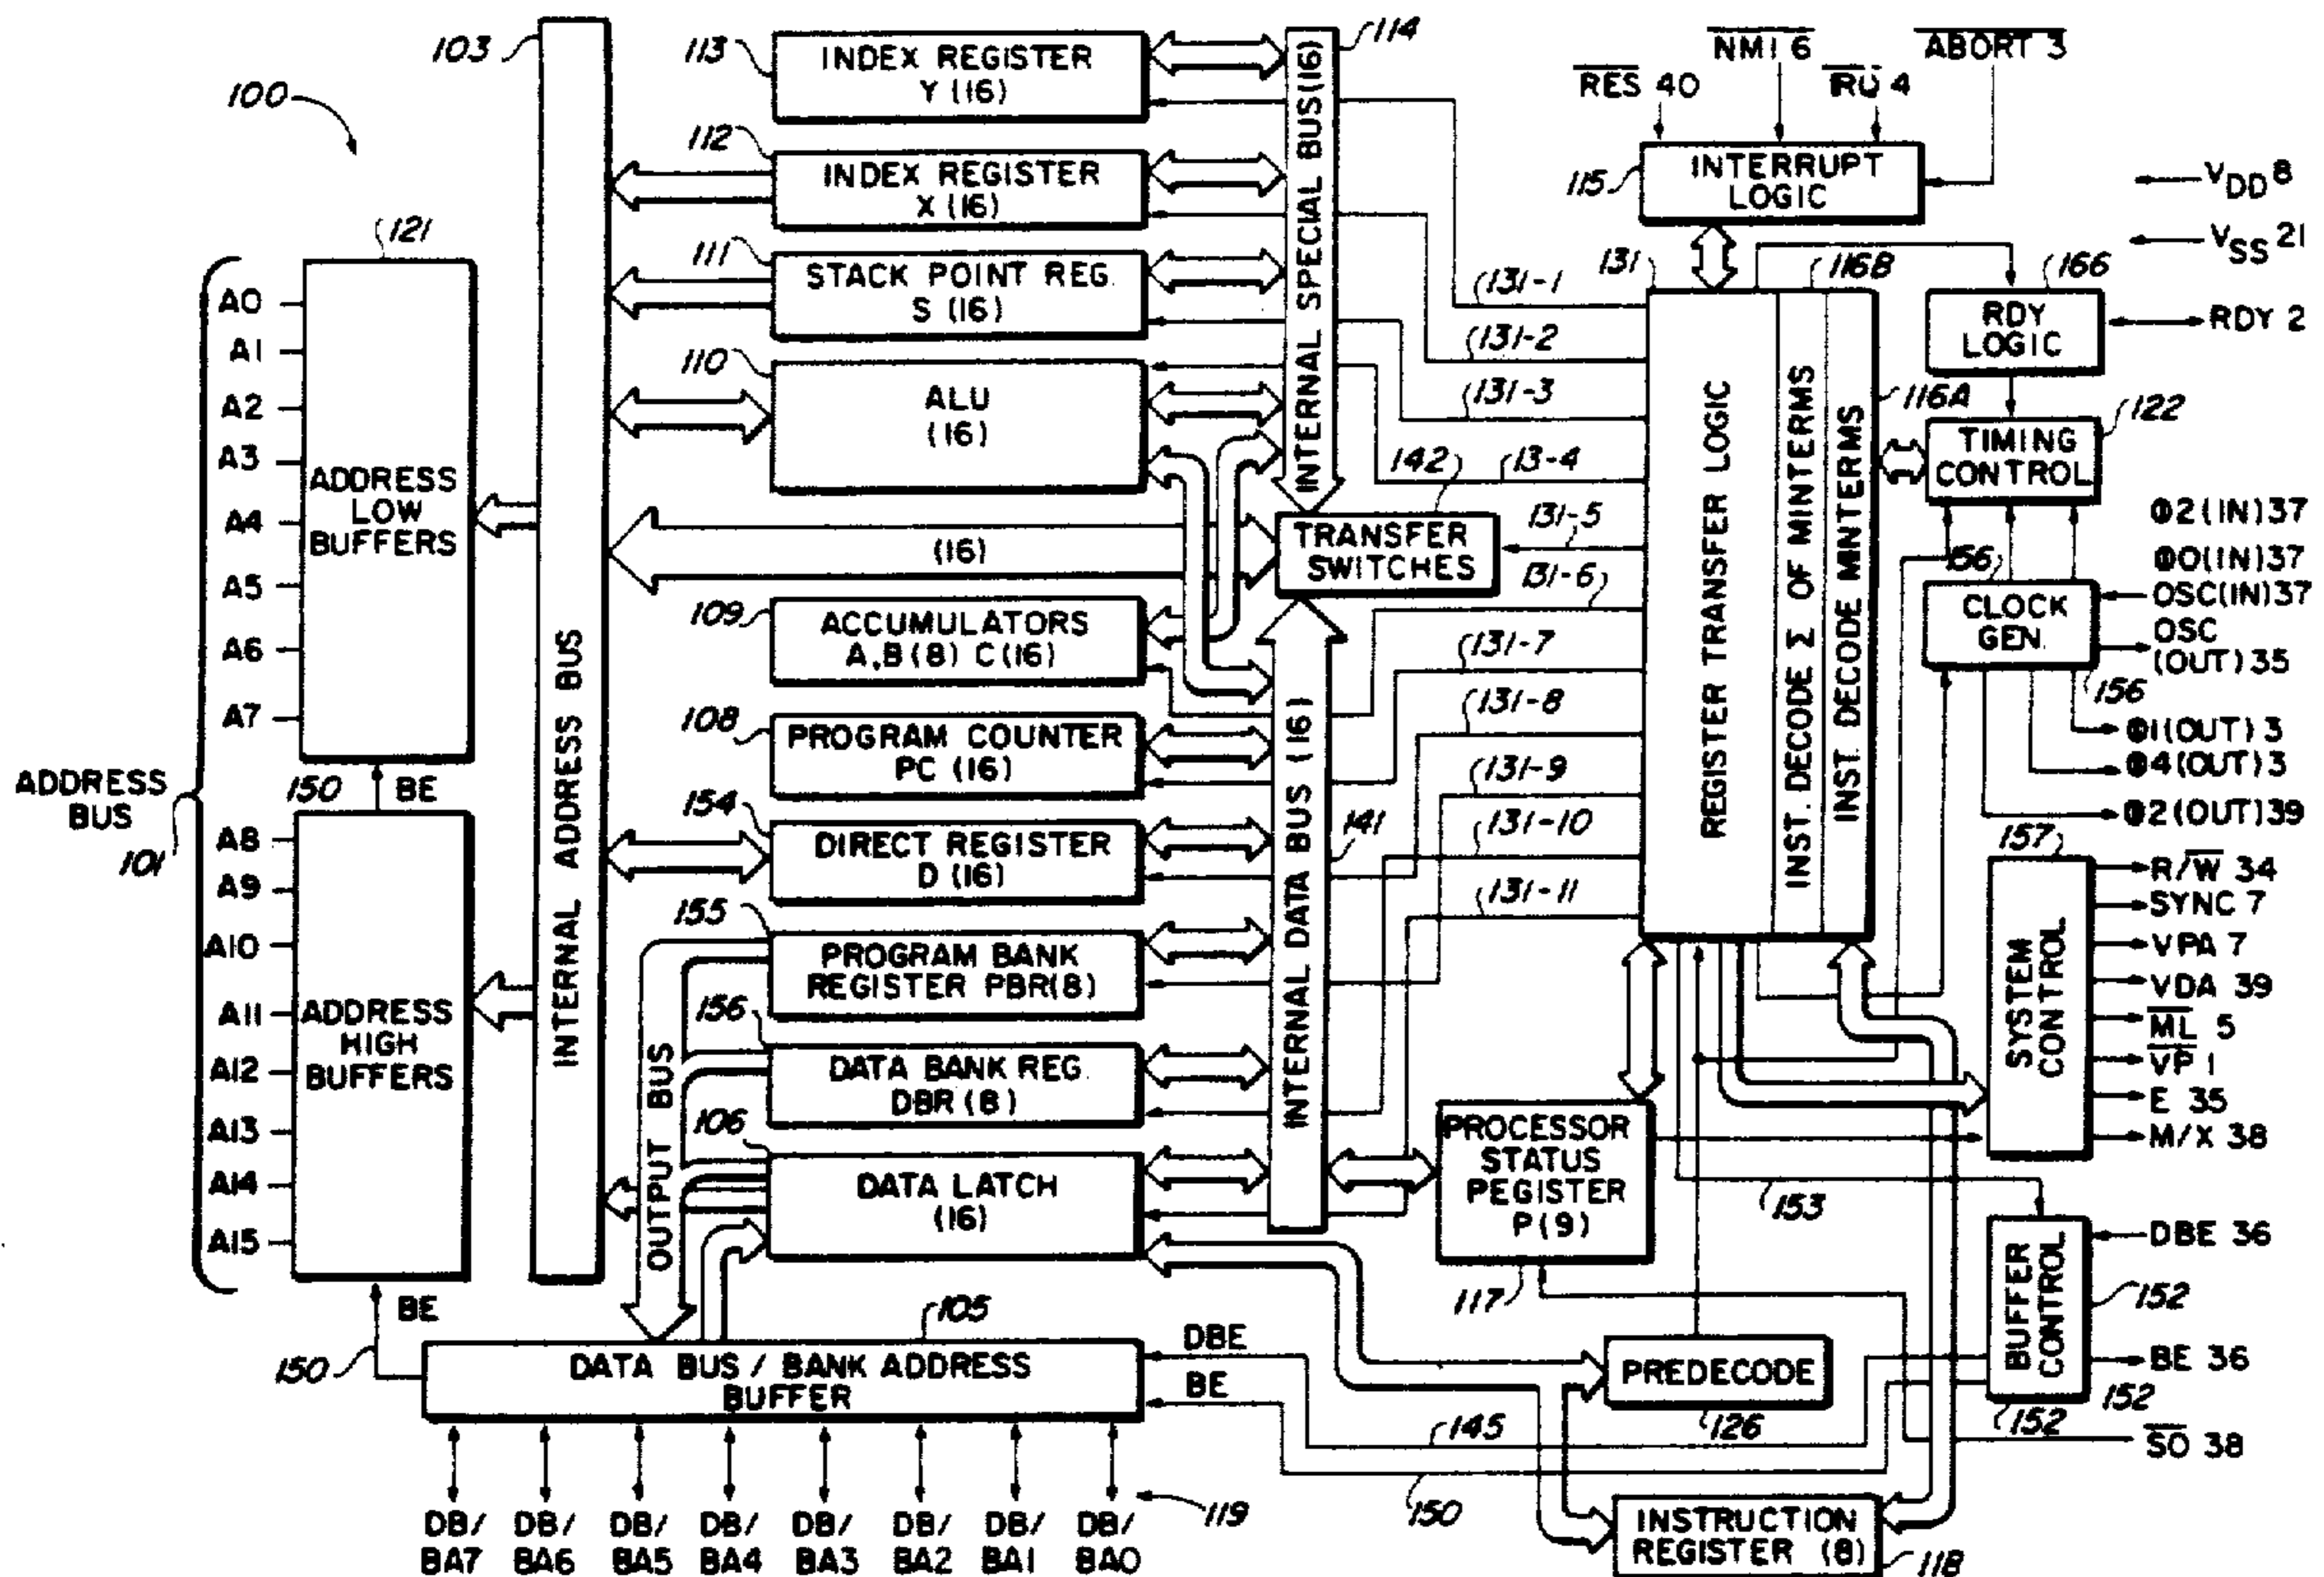 100
103
113
INDEX REGISTER
Y (16)
112
INDEX REGISTER
X (16)
111
STACK POINT REG.
S (16)
110
ALU
(16)
(16)
109
ACCUMULATORS
A,B(8) C(16)
108
PROGRAM COUNTER
PC (16)
154
DIRECT REGISTER
D (16)
155
PROGRAM BANK
REGISTER PBR(8)
156
DATA BANK REG.
DBR (8)
106
DATA LATCH
(16)
121
ADDRESS
LOW
BUFFERS
A0
A1
A2
A3
A4
A5
A6
A7
150
BE
ADDRESS
BUS
101
A8
A9
A10
A11
A12
A13
A14
A15
ADDRESS
HIGH
BUFFERS
BE
150
INTERNAL ADDRESS BUS
OUTPUT BUS
105
DATA BUS / BANK ADDRESS
BUFFER
DBE
BE
DB/
BA7
DB/
BA6
DB/
BA5
DB/
BA4
DB/
BA3
DB/
BA2
DB/
BA1
DB/
BA0
119
114
INTERNAL SPECIAL BUS(16)
142
TRANSFER
SWITCHES
INTERNAL DATA BUS (16)
141
131-1
131-2
131-3
13-4
131-5
131-6
131-7
131-8
131-9
131-10
131-11
RES 40
NMI 6
IRU 4
ABORT 3
115
INTERRUPT
LOGIC
VDD 8
VSS 21
131
116B
REGISTER TRANSFER LOGIC
INST. DECODE Σ OF MINTERMS
INST. DECODE MINTERMS
116A
166
RDY
LOGIC
RDY 2
122
TIMING
CONTROL
Φ2(IN)37
Φ0(IN)37
156
CLOCK
GEN.
OSC(IN)37
OSC
(OUT)35
156
Φ1(OUT) 3
Φ4(OUT) 3
Φ2(OUT)39
157
SYSTEM
CONTROL
R/W 34
SYNC 7
VPA 7
VDA 39
ML 5
VP 1
E 35
M/X 38
PROCESSOR
STATUS
PEGISTER
P(9)
117
153
BUFFER
CONTROL
DBE 36
152
BE 36
152
152
SO 38
PREDECODE
126
145
150
INSTRUCTION
REGISTER (8)
118